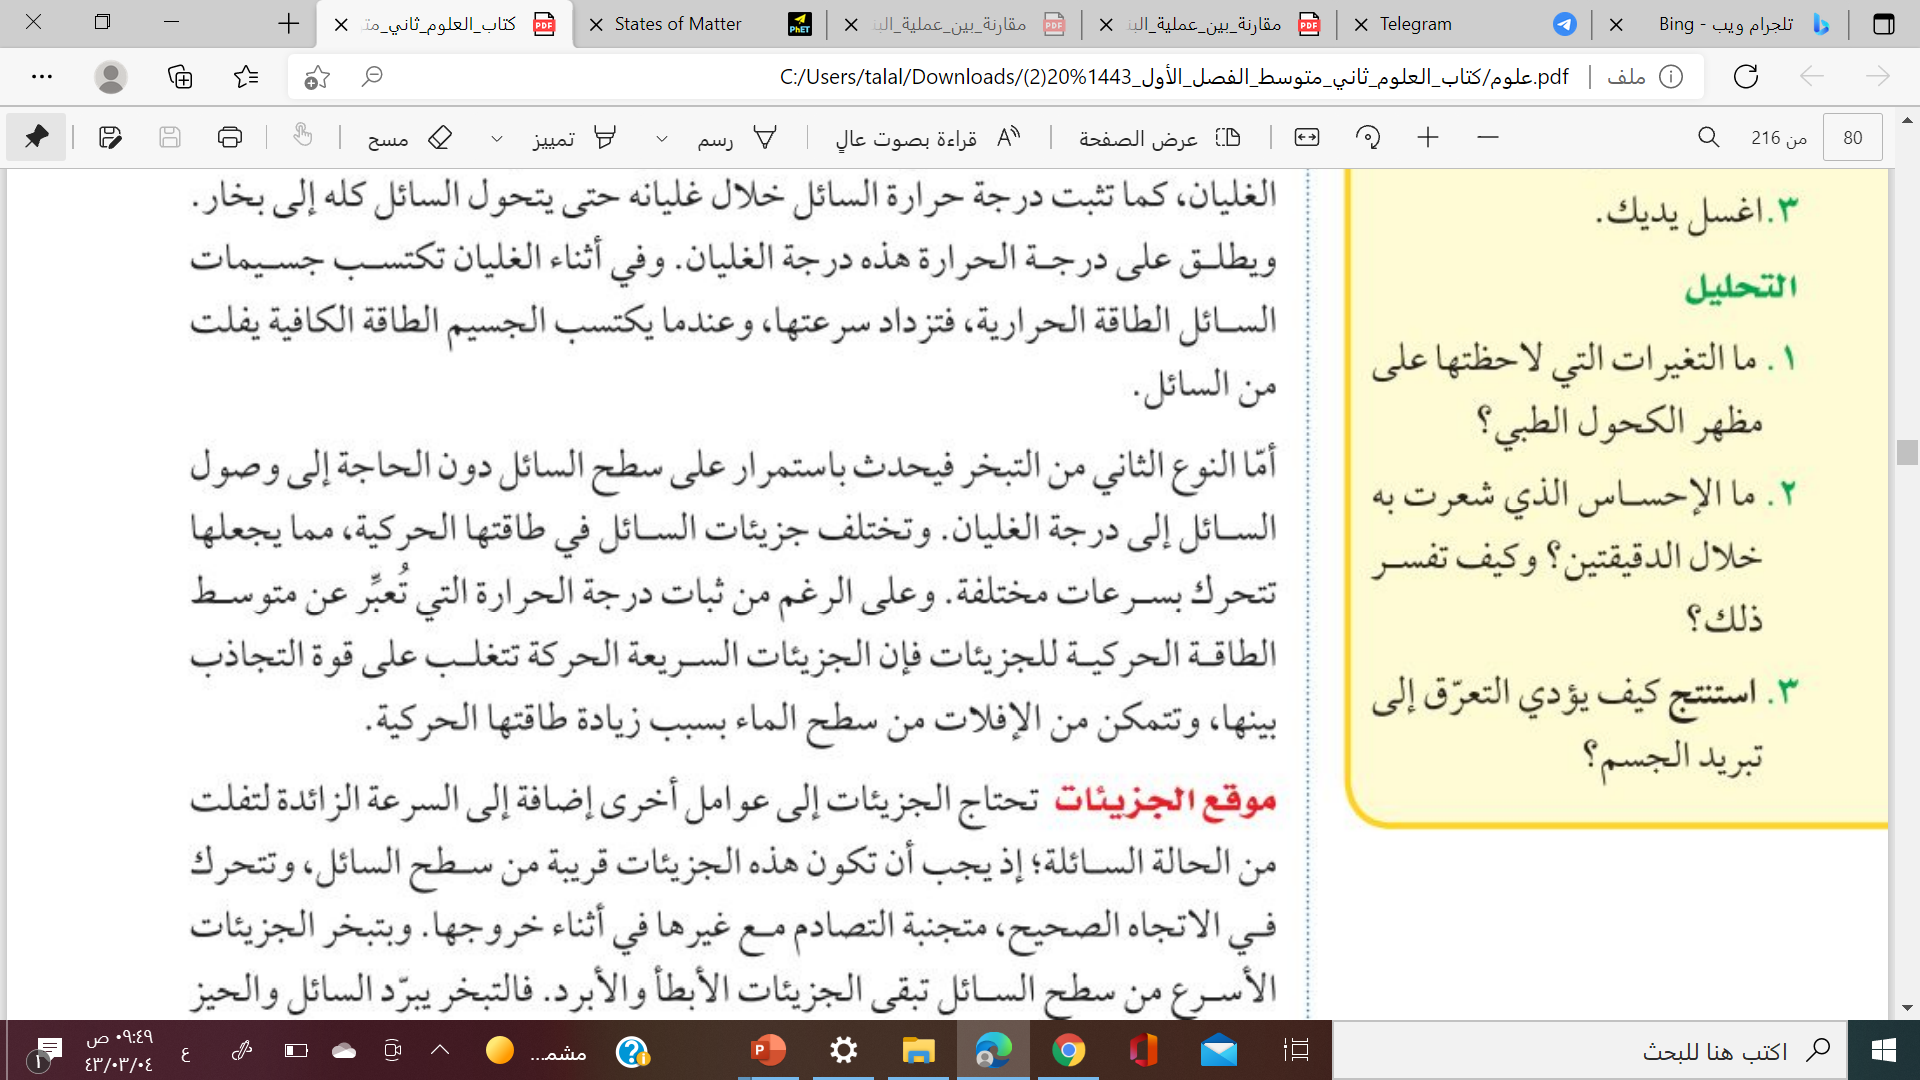 كتاب_العلوم_ثاني_مت
States of Matter
مقارنة_بين_عملية_الب
مقارنة_بين_عملية_الب
Telegram
تلجرام ويب - Bing
C:/Users/talal/Downloads/علوم/كتاب_العلوم_ثاني_متوسط_الفصل_الأول_1443%20(2).pdf
ملف
مسح
تمييز
رسم
قراءة بصوت عالٍ
عرض الصفحة
من 216
80
الغليان، كما تثبت درجة حرارة السائل خلال غليانه حتى يتحول السائل كله إلى بخار.
ويطلق على درجة الحرارة هذه درجة الغليان. وفي أثناء الغليان تكتسب جسيمات
السائل الطاقة الحرارية، فتزداد سرعتها، وعندما يكتسب الجسيم الطاقة الكافية يفلت
من السائل.
أمّا النوع الثاني من التبخر فيحدث باستمرار على سطح السائل دون الحاجة إلى وصول
السائل إلى درجة الغليان. وتختلف جزيئات السائل في طاقتها الحركية، مما يجعلها
تتحرك بسرعات مختلفة. وعلى الرغم من ثبات درجة الحرارة التي تُعبِّر عن متوسط
الطاقة الحركية للجزيئات فإن الجزيئات السريعة الحركة تتغلب على قوة التجاذب
بينها، وتتمكن من الإفلات من سطح الماء بسبب زيادة طاقتها الحركية.
موقع الجزيئات تحتاج الجزيئات إلى عوامل أخرى إضافة إلى السرعة الزائدة لتفلت
من الحالة السائلة؛ إذ يجب أن تكون هذه الجزيئات قريبة من سطح السائل، وتتحرك
في الاتجاه الصحيح، متجنبة التصادم مع غيرها في أثناء خروجها. وبتبخر الجزيئات
الأسرع من سطح السائل تبقى الجزيئات الأبطأ والأبرد. فالتبخر يبرّد السائل والحيز
٣. اغسل يديك.
التحليل
١. ما التغيرات التي لاحظتها على
مظهر الكحول الطبي؟
٢. ما الإحساس الذي شعرت به
خلال الدقيقتين؟ وكيف تفسر
ذلك؟
٣. استنتج كيف يؤدي التعرّق إلى
تبريد الجسم؟
٠٩:٤٩ ص
٤٣/٠٣/٠٤
١
ع
مشم...
اكتب هنا للبحث